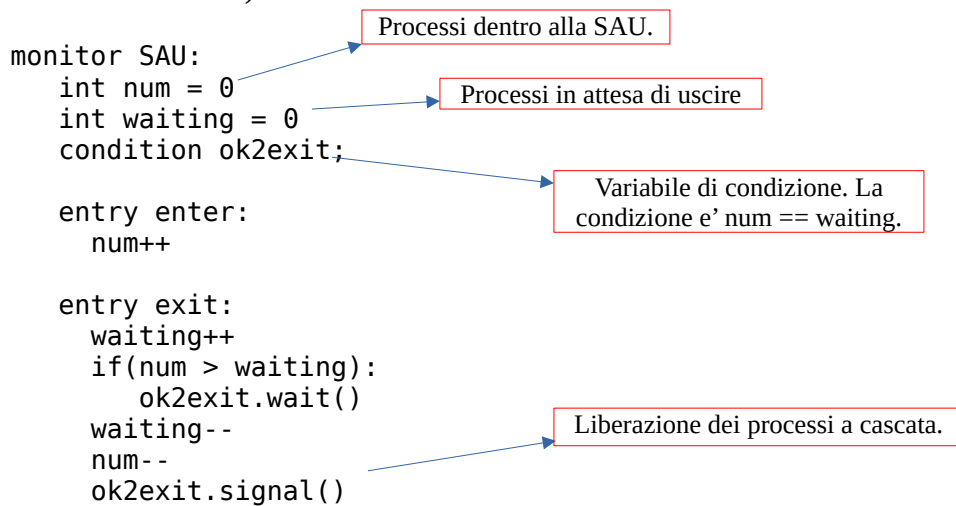 Processi dentro alla SAU.
monitor SAU:
int num = 0
Processi in attesa di uscire
int waiting = 0
condition ok2exit;
Variabile di condizione. La
condizione e’ num == waiting.
entry enter:
num++
entry exit:
waiting++
if(num > waiting):
ok2exit.wait()
Liberazione dei processi a cascata.
waiting--
num--
ok2exit.signal()